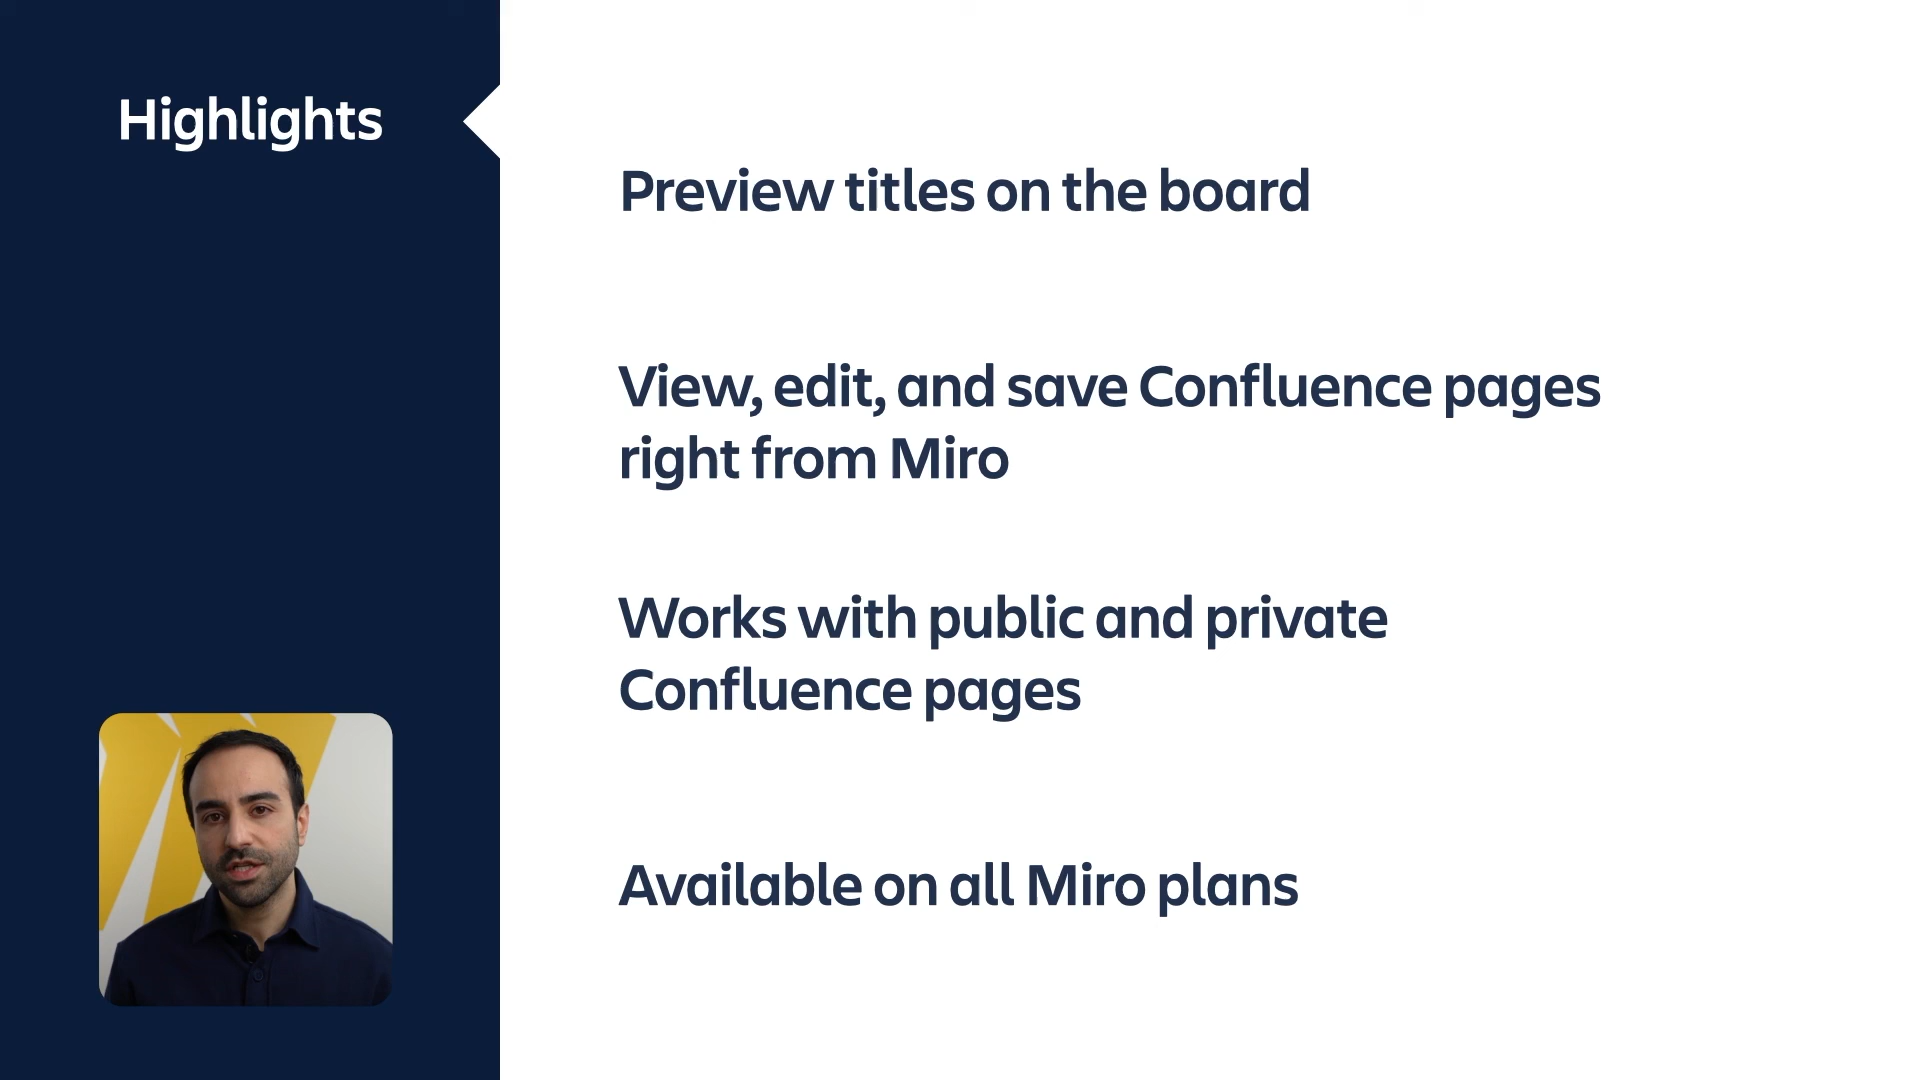 Highlights
Preview titles on the board
View, edit, and save Confluence pages
right from Miro
Works with public and private
Confluence pages
Available on all Miro plans